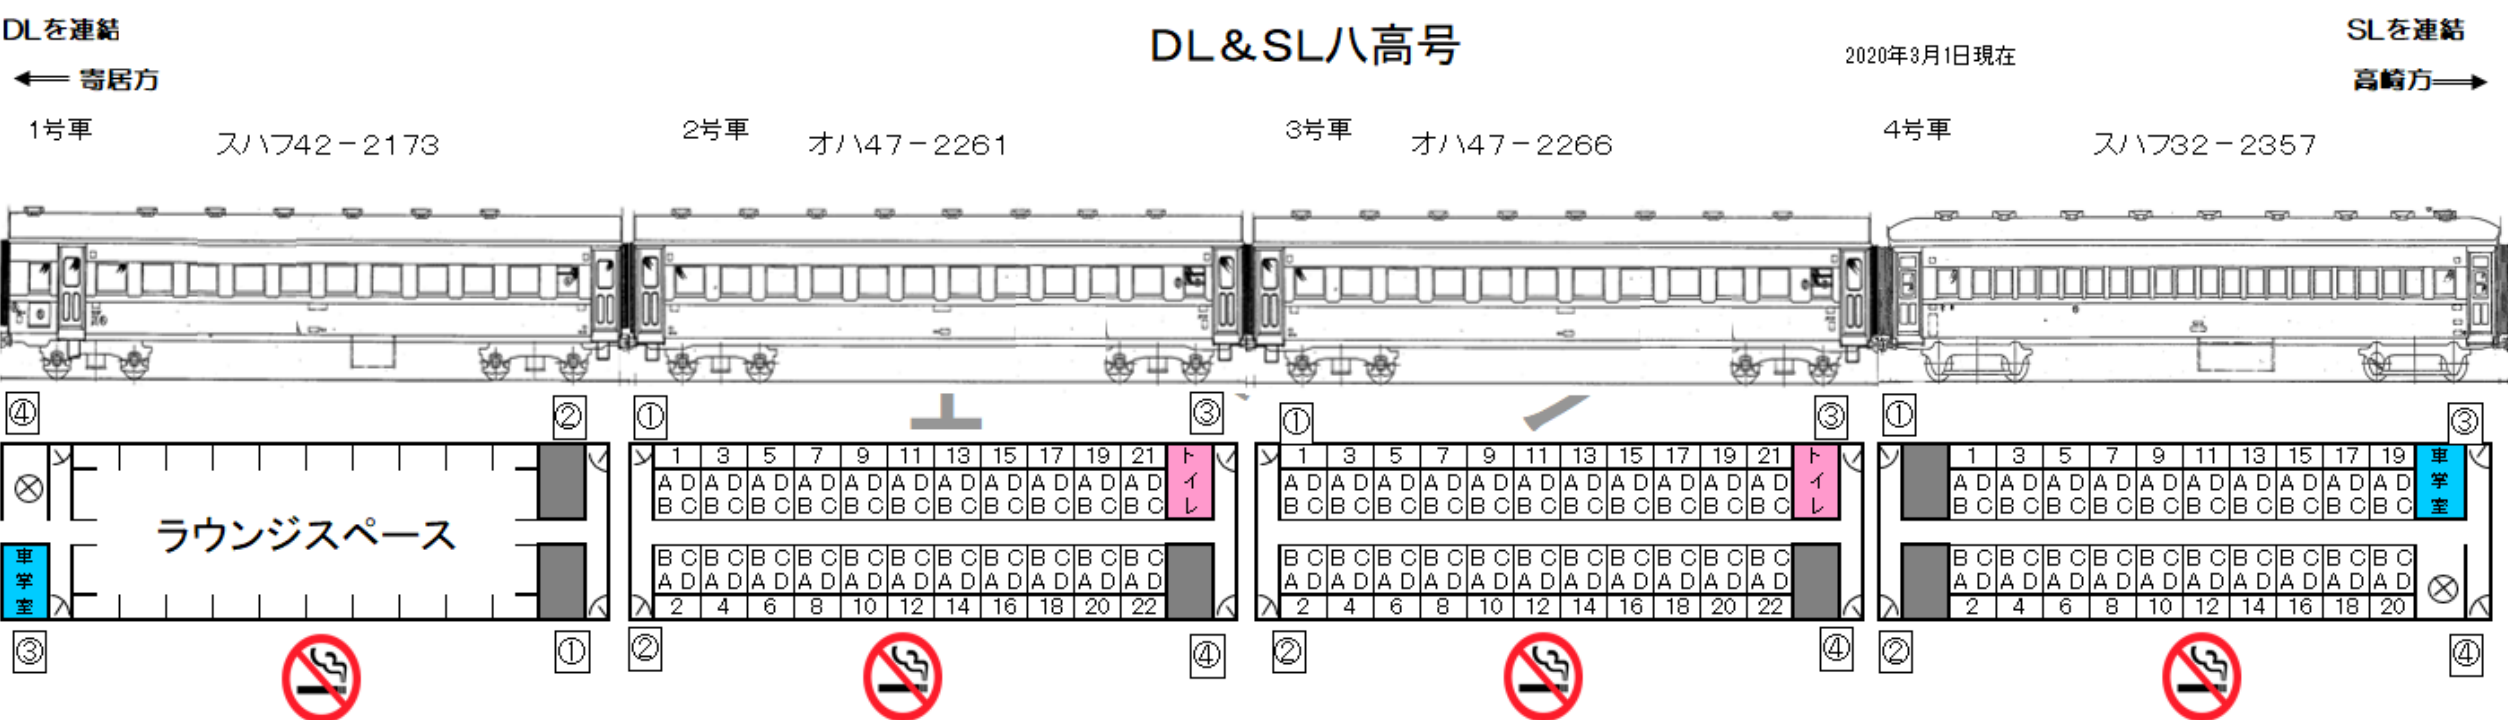 DLを連結
DL&SL八高号
2020年3月1日現在
SLを連結
← 寄居方
高崎方→
1号車
スハフ42-2173
2号車
オハ47-2261
3号車
オハ47-2266
4号車
スハフ32-2357
④ ② ① ③ ① ③ ① ③
ラウンジスペース
車掌室
1 3 5 7 9 11 13 15 17 19 21
A D A D A D A D A D A D A D A D A D A D A D
B C B C B C B C B C B C B C B C B C B C B C
トイレ
B C B C B C B C B C B C B C B C B C B C B C
A D A D A D A D A D A D A D A D A D A D A D
2 4 6 8 10 12 14 16 18 20 22
1 3 5 7 9 11 13 15 17 19 21
A D A D A D A D A D A D A D A D A D A D A D
B C B C B C B C B C B C B C B C B C B C B C
トイレ
B C B C B C B C B C B C B C B C B C B C B C
A D A D A D A D A D A D A D A D A D A D A D
2 4 6 8 10 12 14 16 18 20 22
1 3 5 7 9 11 13 15 17 19
A D A D A D A D A D A D A D A D A D A D
B C B C B C B C B C B C B C B C B C B C
車掌室
B C B C B C B C B C B C B C B C B C B C
A D A D A D A D A D A D A D A D A D A D
2 4 6 8 10 12 14 16 18 20
③ ① ② ④ ② ④ ② ④